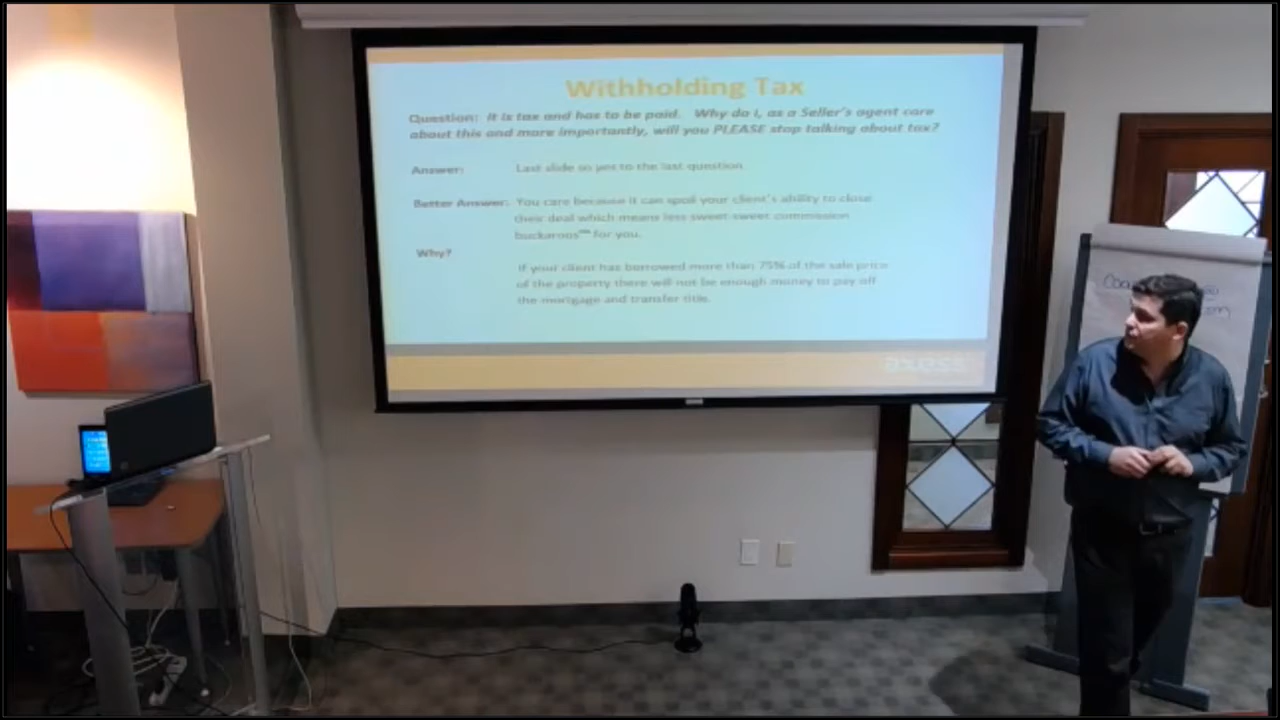 Withholding Tax
Question: It is tax and has to be paid. Why do I, as a Seller's agent care
about this and more importantly, will you PLEASE stop talking about tax?
Answer: Last slide so yes to the last question
Better Answer: You care because it can spoil your client's ability to close
their deal which means less sweet sweet commission
buckaroos™ for you.
Why?
If your client has borrowed more than 75% of the sale price
of the property there will not be enough money to pay off
the mortgage and transfer title.
axess